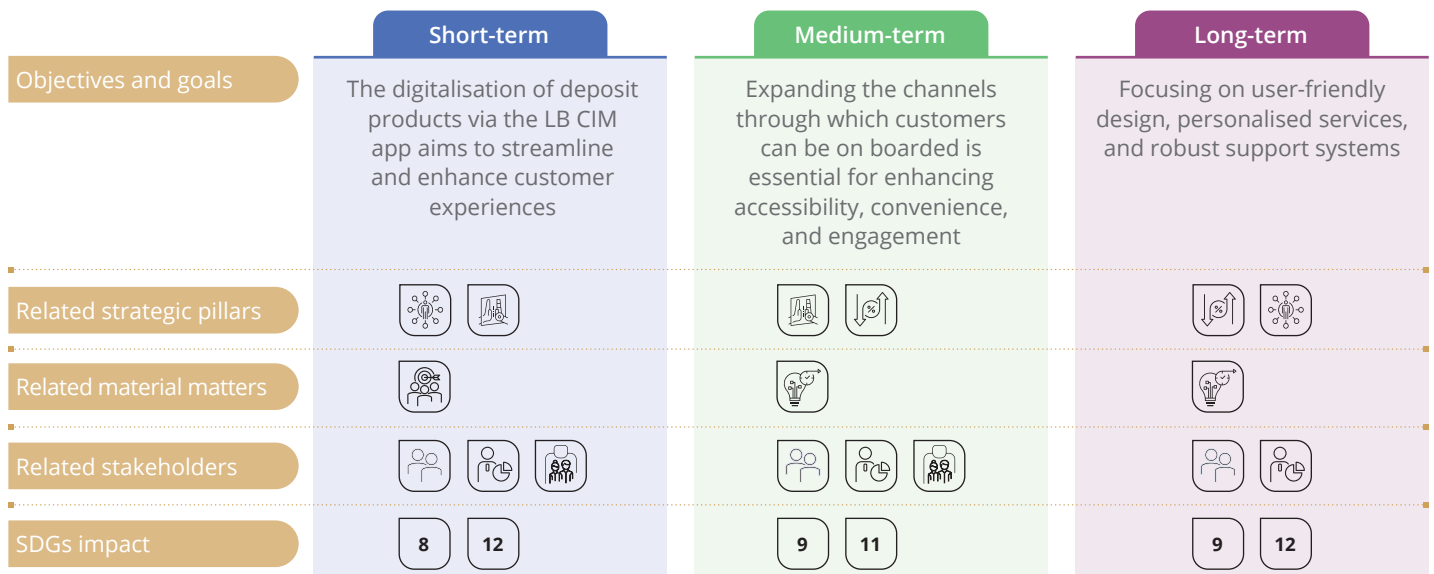 Short-term
Medium-term
Long-term
Objectives and goals
The digitalisation of deposit
products via the LB CIM
app aims to streamline
and enhance customer
experiences
Expanding the channels
through which customers
can be on boarded is
essential for enhancing
accessibility, convenience,
and engagement
Focusing on user-friendly
design, personalised services,
and robust support systems
Related strategic pillars
%
%
Related material matters
Related stakeholders
SDGs impact
8
12
9
11
9
12